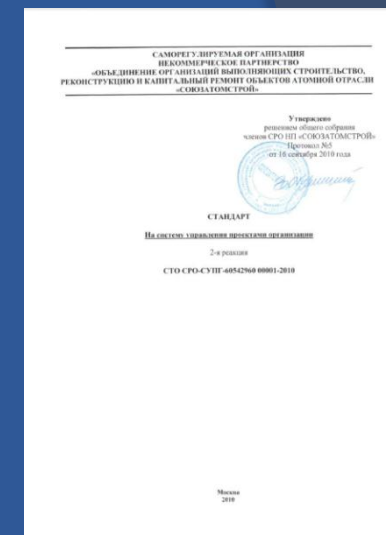 САМОРЕГУЛИРУЕМАЯ ОРГАНИЗАЦИЯ
НЕКОММЕРЧЕСКОЕ ПАРТНЕРСТВО
«ОБЪЕДИНЕНИЕ ОРГАНИЗАЦИЙ ВЫПОЛНЯЮЩИХ СТРОИТЕЛЬСТВО,
РЕКОНСТРУКЦИЮ И КАПИТАЛЬНЫЙ РЕМОНТ ОБЪЕКТОВ АТОМНОЙ ОТРАСЛИ
«СОЮЗАТОМСТРОЙ»
Утверждено
решением общего собрания
членов СРО НП «СОЮЗАТОМСТРОЙ»
Протокол №5
от 16 сентября 2010 года
СТАНДАРТ
На систему управления проектами организации
2-я редакция
СТО СРО-СУПГ-60542960 00001-2010
Москва
2010